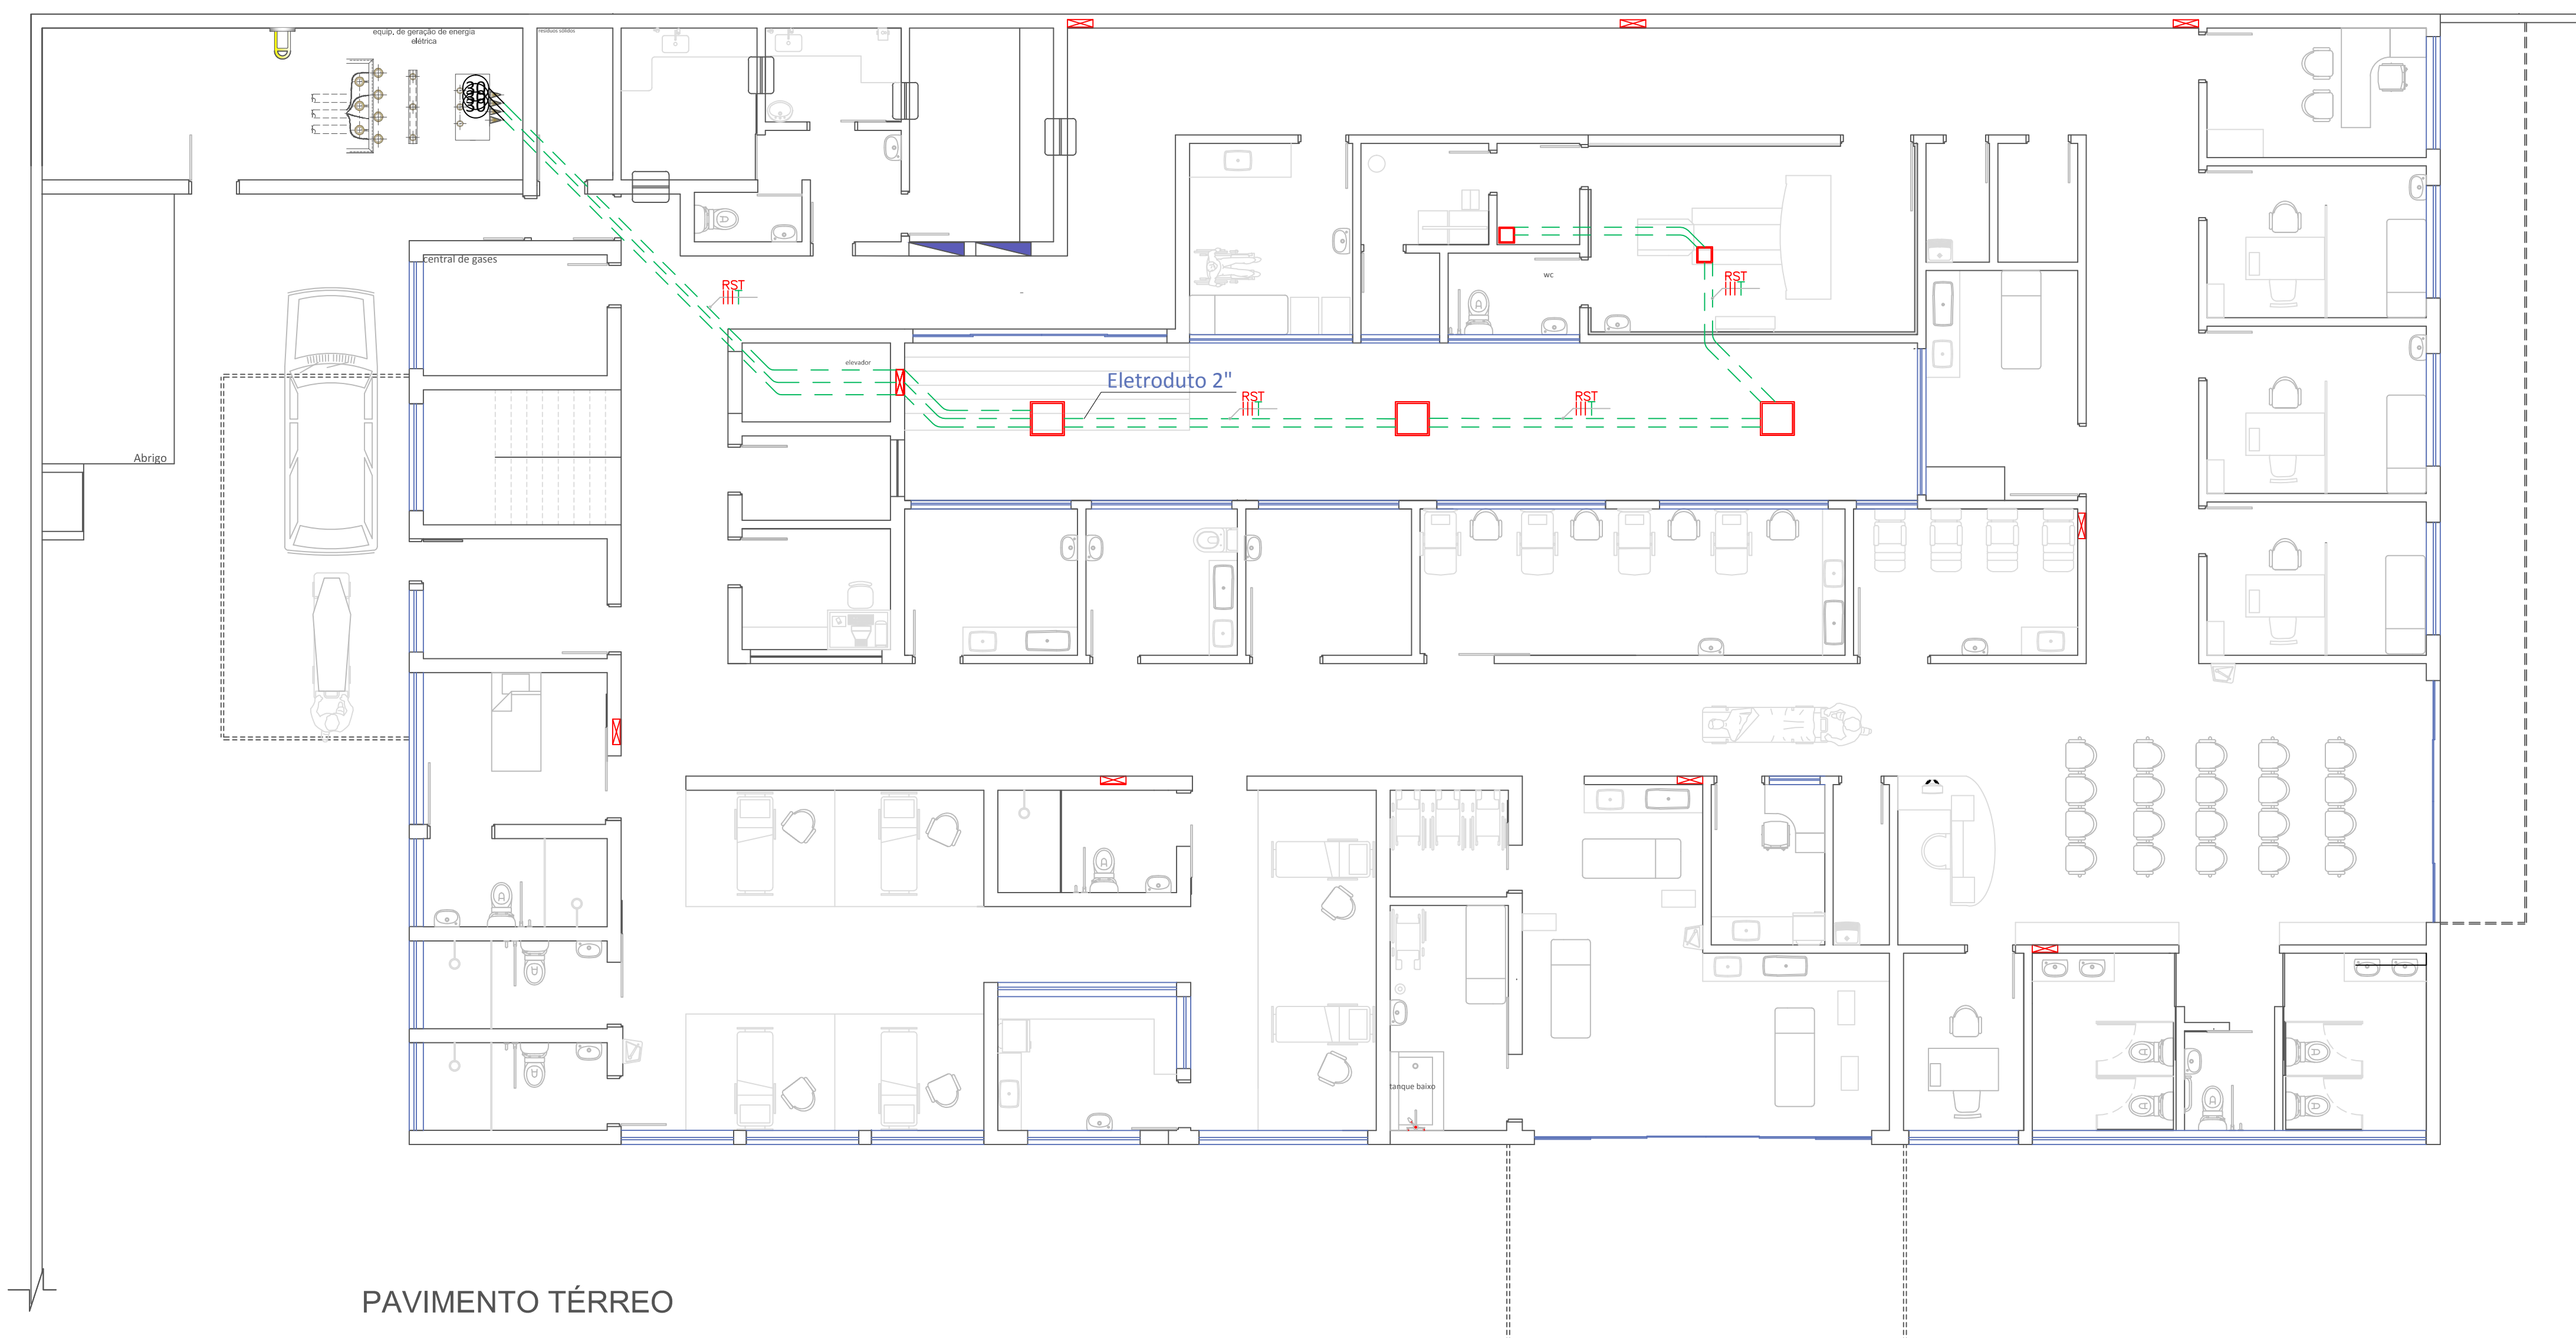 equip, de geração de energia
elétrica
resíduos sólidos
30
central de gases
RST
RST
wc
elevador
Eletroduto 2"
RST
RST
Abrigo
tanque baixo
PAVIMENTO TÉRREO